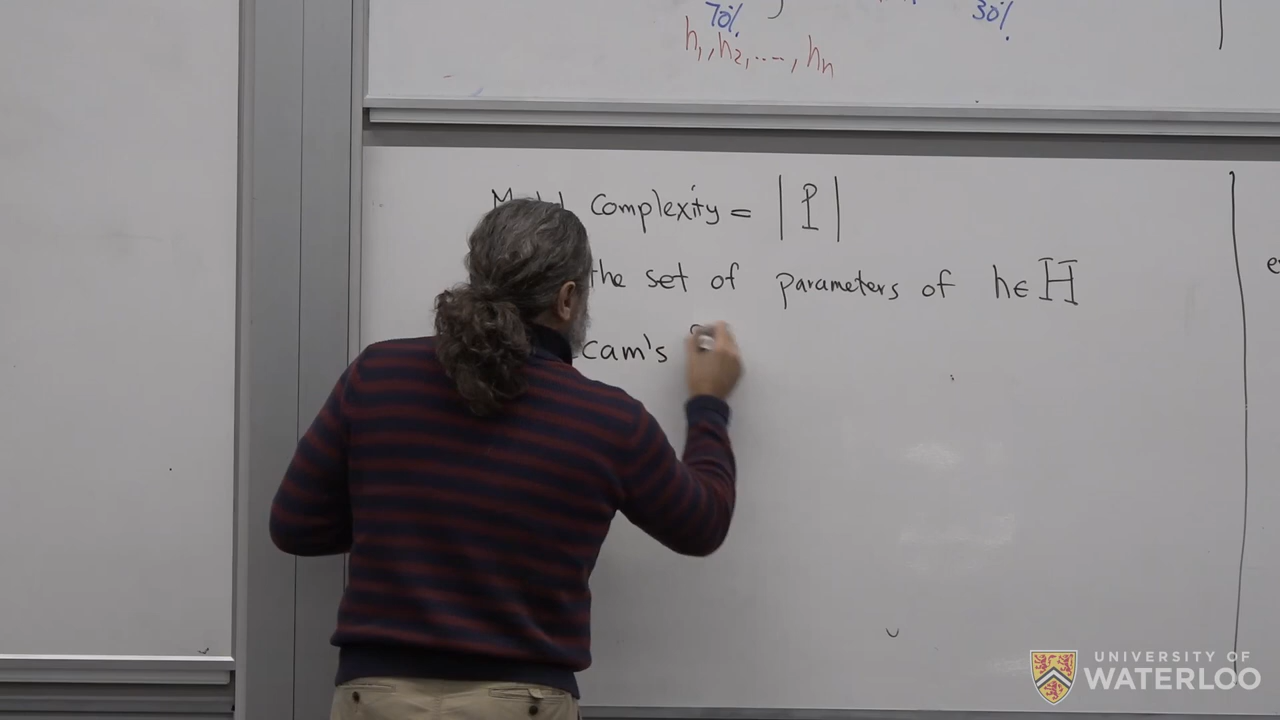 70% 30%
h1, h2, ..., hn
complexity = |P|
the set of parameters of h ∈ H
cam's
UNIVERSITY OF
WATERLOO